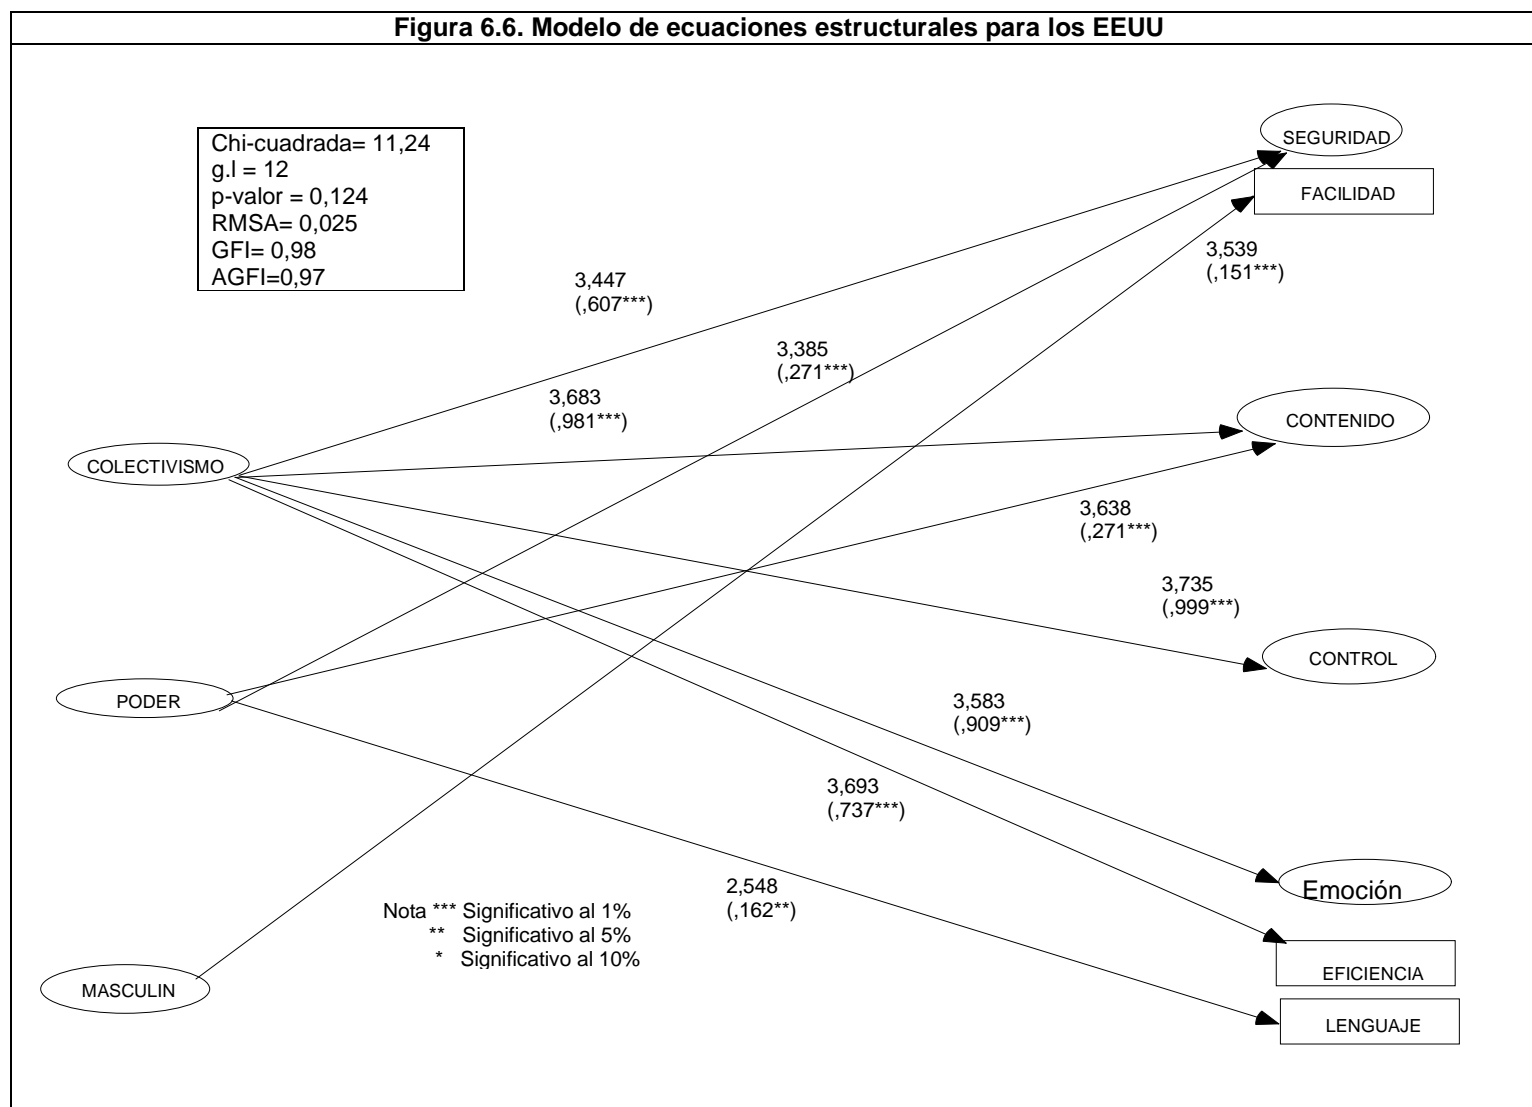 Figura 6.6. Modelo de ecuaciones estructurales para los EEUU
Chi-cuadrada= 11,24
g.l = 12
p-valor = 0,124
RMSA= 0,025
GFI= 0,98
AGFI=0,97
SEGURIDAD
FACILIDAD
3,539
(,151***)
3,447
(,607***)
3,385
(,271***)
3,683
(,981***)
CONTENIDO
COLECTIVISMO
3,638
(,271***)
3,735
(,999***)
CONTROL
PODER
3,583
(,909***)
3,693
(,737***)
2,548
(,162**)
Emoción
Nota *** Significativo al 1%
** Significativo al 5%
* Significativo al 10%
EFICIENCIA
MASCULIN
LENGUAJE